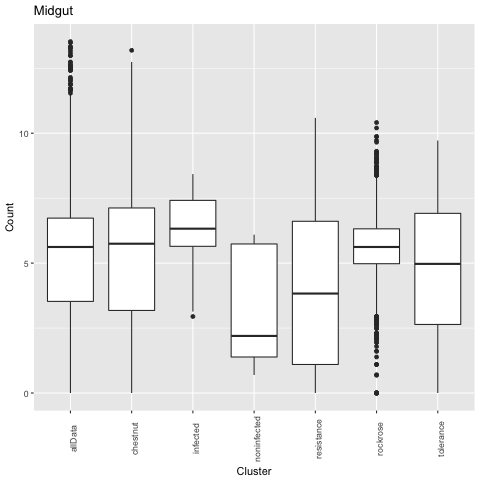 Midgut
Count
10
5
0
allData
chestnut
infected
noninfected
resistance
rockrose
tolerance
Cluster